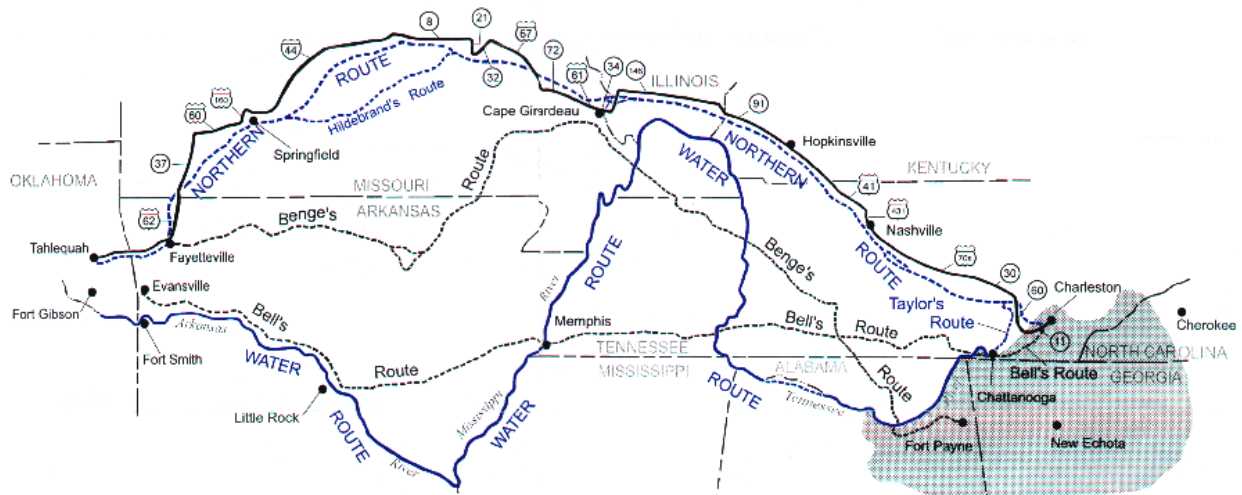 8
21
67
44
ROUTE
32
72
34
146
61
ILLINOIS
160
60
Hildebrand's Route
Cape Girardeau
91
Springfield
NORTHERN
NORTHERN
Hopkinsville
37
WATER
KENTUCKY
OKLAHOMA
MISSOURI
ARKANSAS
Route
41
431
62
Benge's
Nashville
Tahlequah
Fayetteville
ROUTE
Benge's
ROUTE
70s
30
60
Charleston
Evansville
River
Taylor's
Route
Fort Gibson
Arkansas
Bell's
Memphis
Bell's
Route
11
Cherokee
Fort Smith
WATER
TENNESSEE
MISSISSIPPI
NORTH CAROLINA
GEORGIA
Route
ALABAMA
Bell's Route
Little Rock
ROUTE
Mississippi
WATER
ROUTE
Tennessee
Route
Chattanooga
River
Fort Payne
New Echota